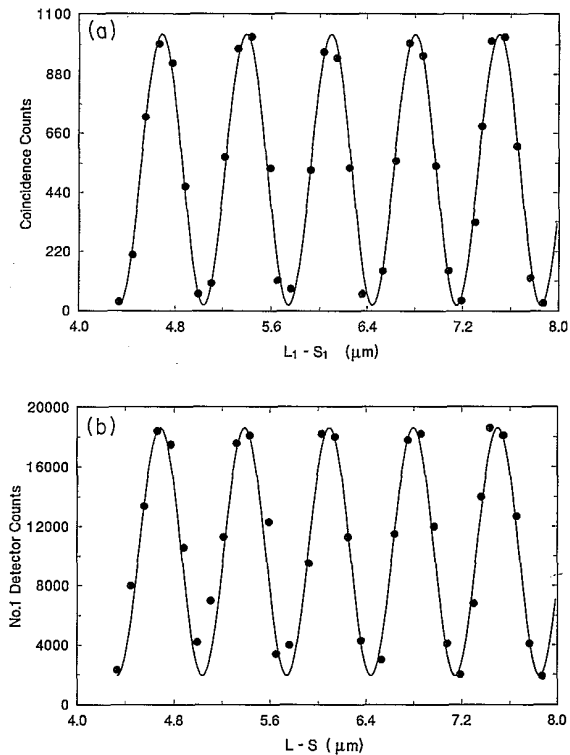 (a)
1100
880
660
440
220
0
Coincidence Counts
4.0 4.8 5.6 6.4 7.2 8.0
L₁ - S₁ (μm)
(b)
20000
16000
12000
8000
4000
0
No.1 Detector Counts
4.0 4.8 5.6 6.4 7.2 8.0
L - S (μm)